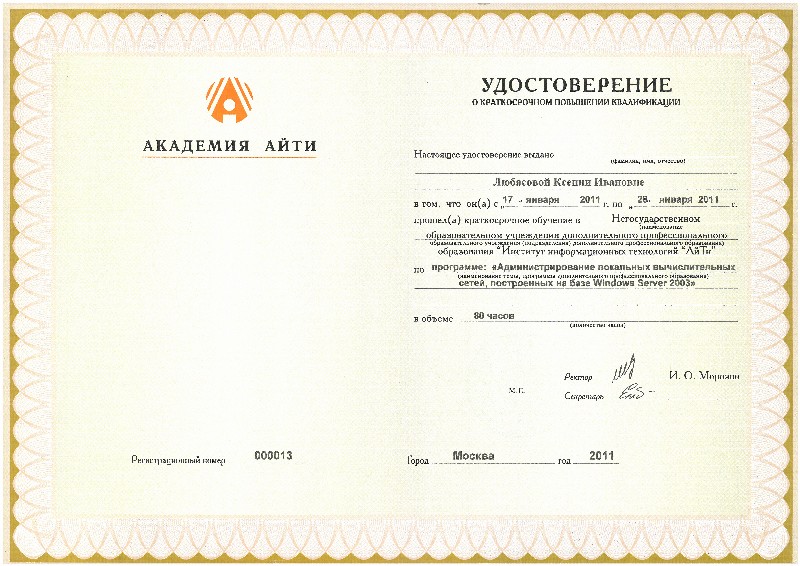 АКАДЕМИЯ АЙТИ
Регистрационный номер 000013
УДОСТОВЕРЕНИЕ
О КРАТКОСРОЧНОМ ПОВЫШЕНИИ КВАЛИФИКАЦИИ
Настоящее удостоверение выдано
(фамилия, имя, отчество)
Любясовой Ксении Ивановне
в том, что он(а) с „17 „ января 2011 г. по „28„ января 2011 г.
прошел(а) краткосрочное обучение в Негосударственном
(наименование
образовательном учреждении дополнительного профессионального
образовательного учреждения (подразделения) дополнительного профессионального образования)
образования "Институт информационных технологий "АйТи"
по программе: «Администрирование локальных вычислительных
(наименование темы, программы дополнительного профессионального образования)
сетей, построенных на базе Windows Server 2003»
в объеме 80 часов
(количество часов)
Ректор И. О. Морозов
М.П.
Секретарь
Город Москва год 2011